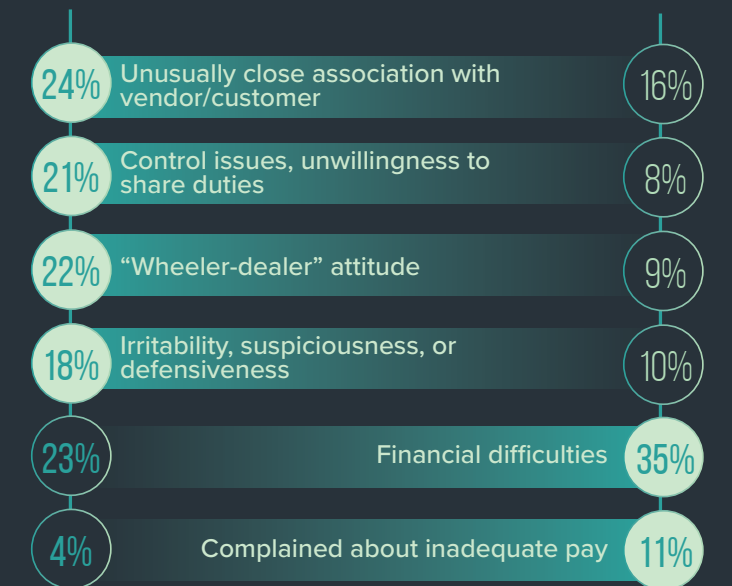 24%
Unusually close association with
vendor/customer
16%
21%
Control issues, unwillingness to
share duties
8%
22%
“Wheeler-dealer” attitude
9%
18%
Irritability, suspiciousness, or
defensiveness
10%
23%
Financial difficulties
35%
4%
Complained about inadequate pay
11%